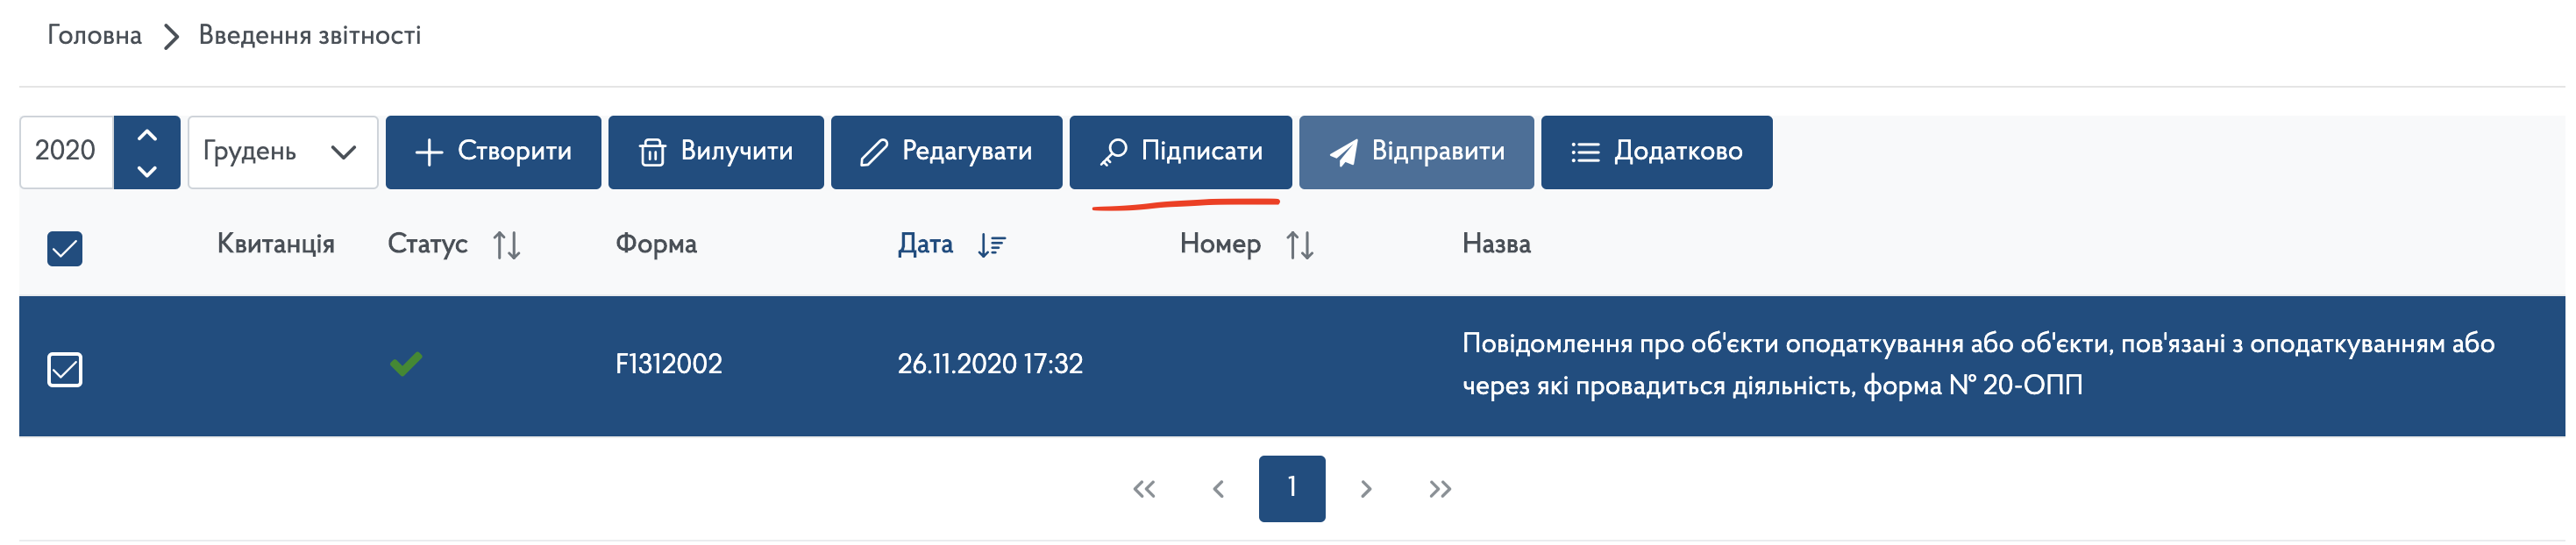 Головна > Введення звітності
2020 Грудень Створити Вилучити Редагувати Підписати Відправити Додатково
Квитанція Статус Форма Дата Номер Назва
F1312002 26.11.2020 17:32 Повідомлення про об'єкти оподаткування або об'єкти, пов'язані з оподаткуванням або
через які провадиться діяльність, форма № 20-ОПП
1